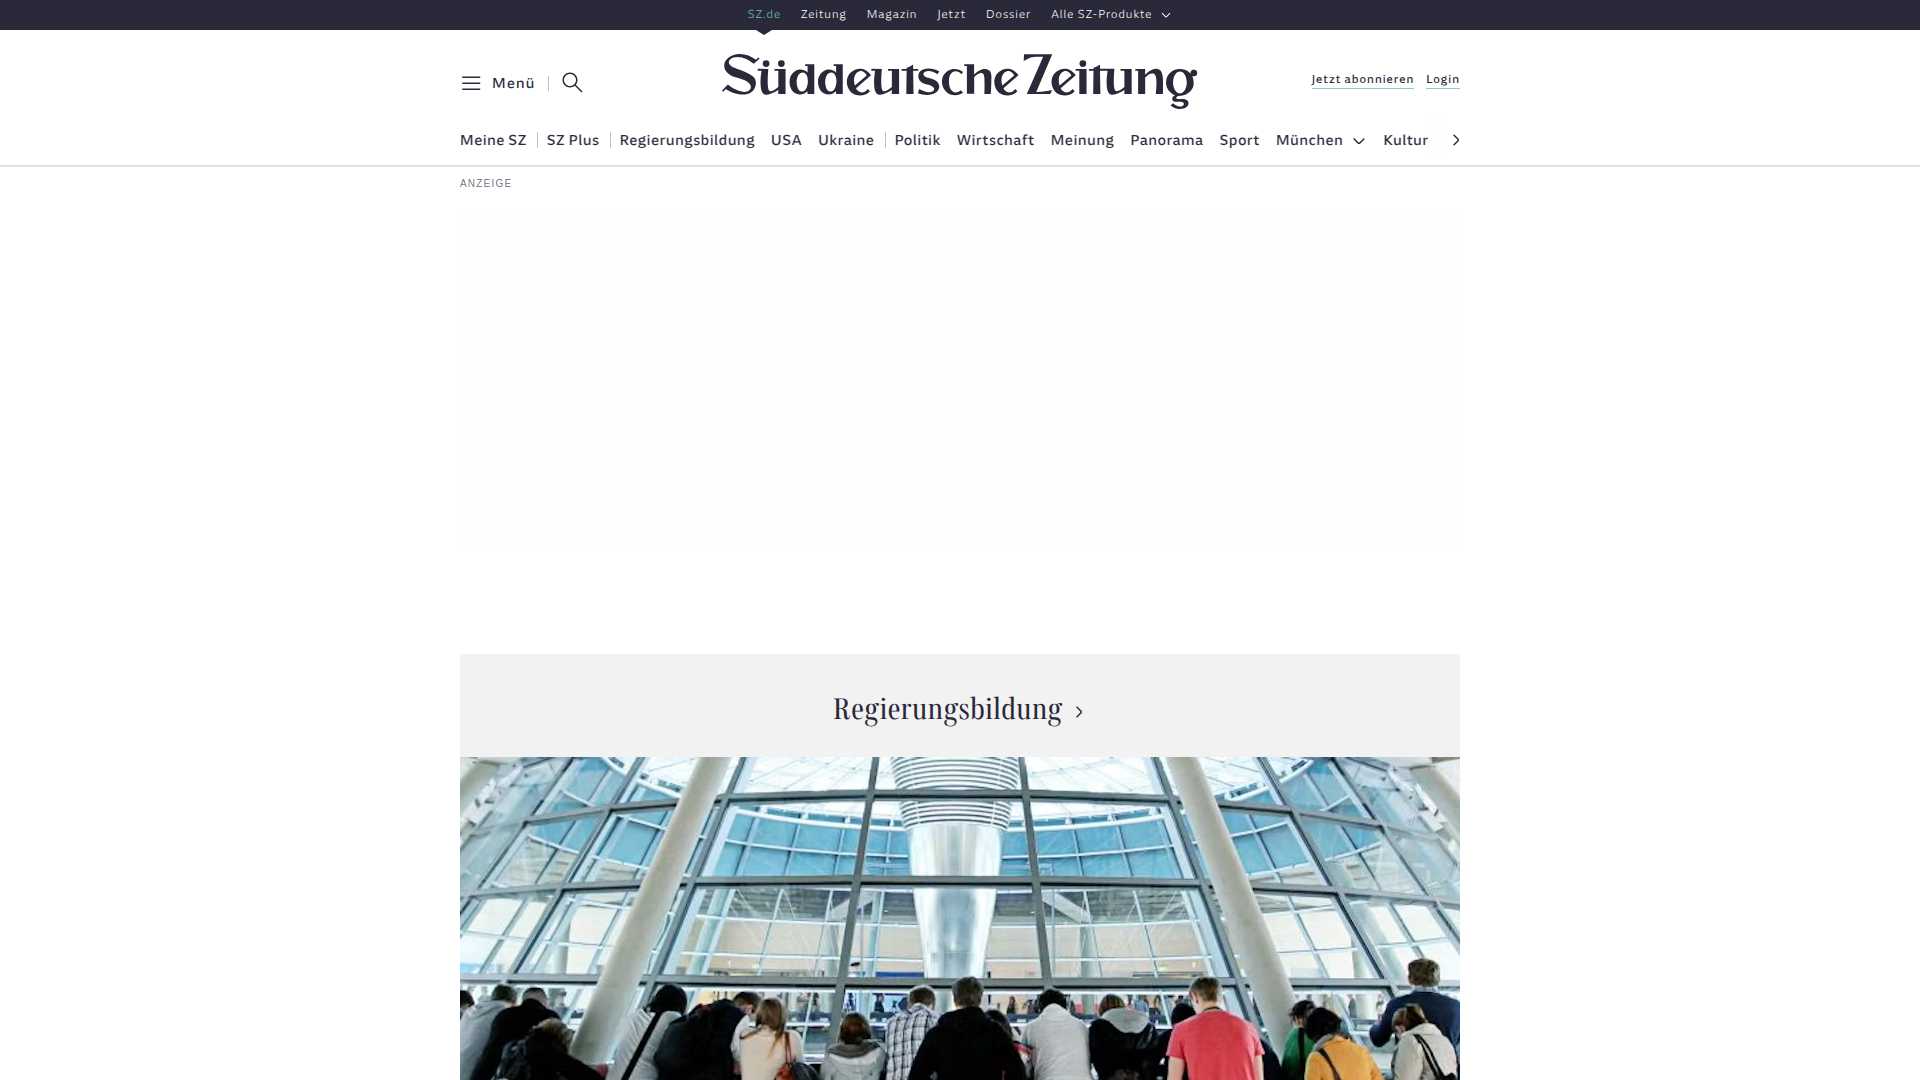 SZ.de Zeitung Magazin Jetzt Dossier Alle SZ-Produkte
Menü
Süddeutsche Zeitung
Jetzt abonnieren Login
Meine SZ SZ Plus Regierungsbildung USA Ukraine Politik Wirtschaft Meinung Panorama Sport München Kultur
ANZEIGE
Regierungsbildung